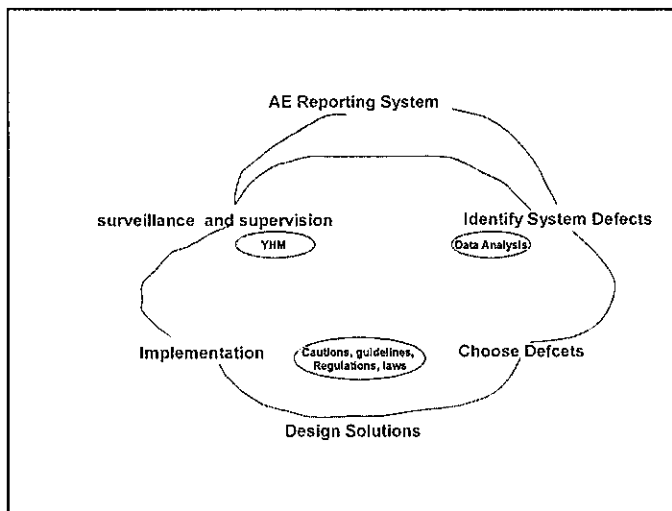 AE Reporting System
surveillance and supervision
Identify System Defects
YHM
Data Analysis
Implementation
Cautions, guidelines,
Regulations, laws
Choose Defcets
Design Solutions